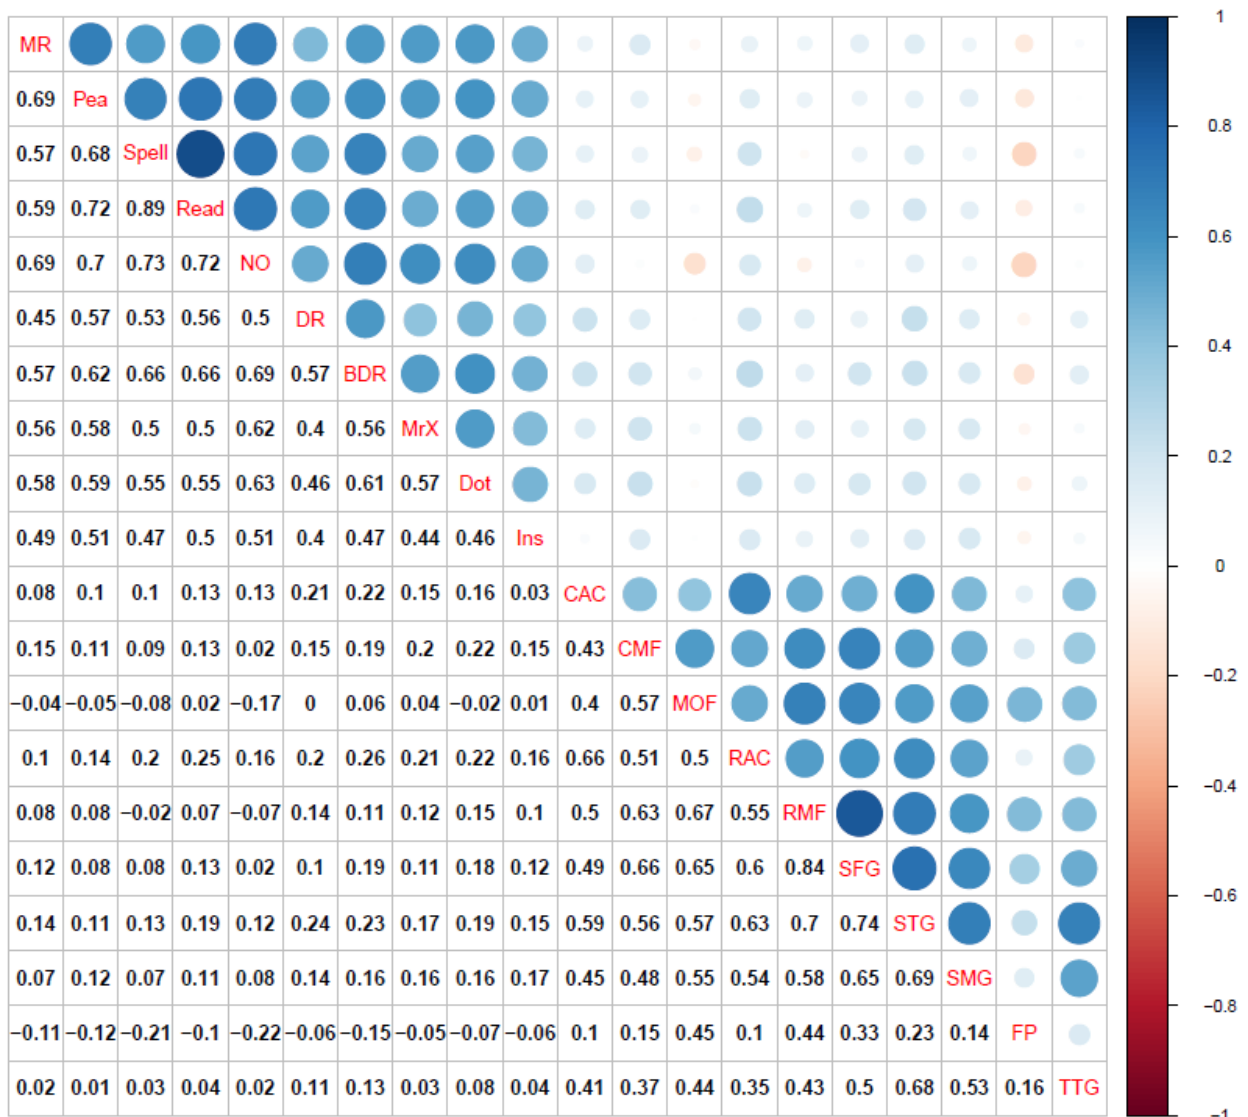 MR 1
0.69 Pea
0.8
0.57 0.68 Spell
0.59 0.72 0.89 Read
0.6
0.69 0.7 0.73 0.72 NO
0.45 0.57 0.53 0.56 0.5 DR
0.4
0.57 0.62 0.66 0.66 0.69 0.57 BDR
0.56 0.58 0.5 0.5 0.62 0.4 0.56 MrX
0.2
0.58 0.59 0.55 0.55 0.63 0.46 0.61 0.57 Dot
0.49 0.51 0.47 0.5 0.51 0.4 0.47 0.44 0.46 Ins
0
0.08 0.1 0.1 0.13 0.13 0.21 0.22 0.15 0.16 0.03 CAC
0.15 0.11 0.09 0.13 0.02 0.15 0.19 0.2 0.22 0.15 0.43 CMF
−0.2
−0.04 −0.05 −0.08 0.02 −0.17 0 0.06 0.04 −0.02 0.01 0.4 0.57 MOF
0.1 0.14 0.2 0.25 0.16 0.2 0.26 0.21 0.22 0.16 0.66 0.51 0.5 RAC
−0.4
0.08 0.08 −0.02 0.07 −0.07 0.14 0.11 0.12 0.15 0.1 0.5 0.63 0.67 0.55 RMF
0.12 0.08 0.08 0.13 0.02 0.1 0.19 0.11 0.18 0.12 0.49 0.66 0.65 0.6 0.84 SFG
−0.6
0.14 0.11 0.13 0.19 0.12 0.24 0.23 0.17 0.19 0.15 0.59 0.56 0.57 0.63 0.7 0.74 STG
0.07 0.12 0.07 0.11 0.08 0.14 0.16 0.16 0.16 0.17 0.45 0.48 0.55 0.54 0.58 0.65 0.69 SMG
−0.8
−0.11 −0.12 −0.21 −0.1 −0.22 −0.06 −0.15 −0.05 −0.07 −0.06 0.1 0.15 0.45 0.1 0.44 0.33 0.23 0.14 FP
0.02 0.01 0.03 0.04 0.02 0.11 0.13 0.03 0.08 0.04 0.41 0.37 0.44 0.35 0.43 0.5 0.68 0.53 0.16 TTG
−1